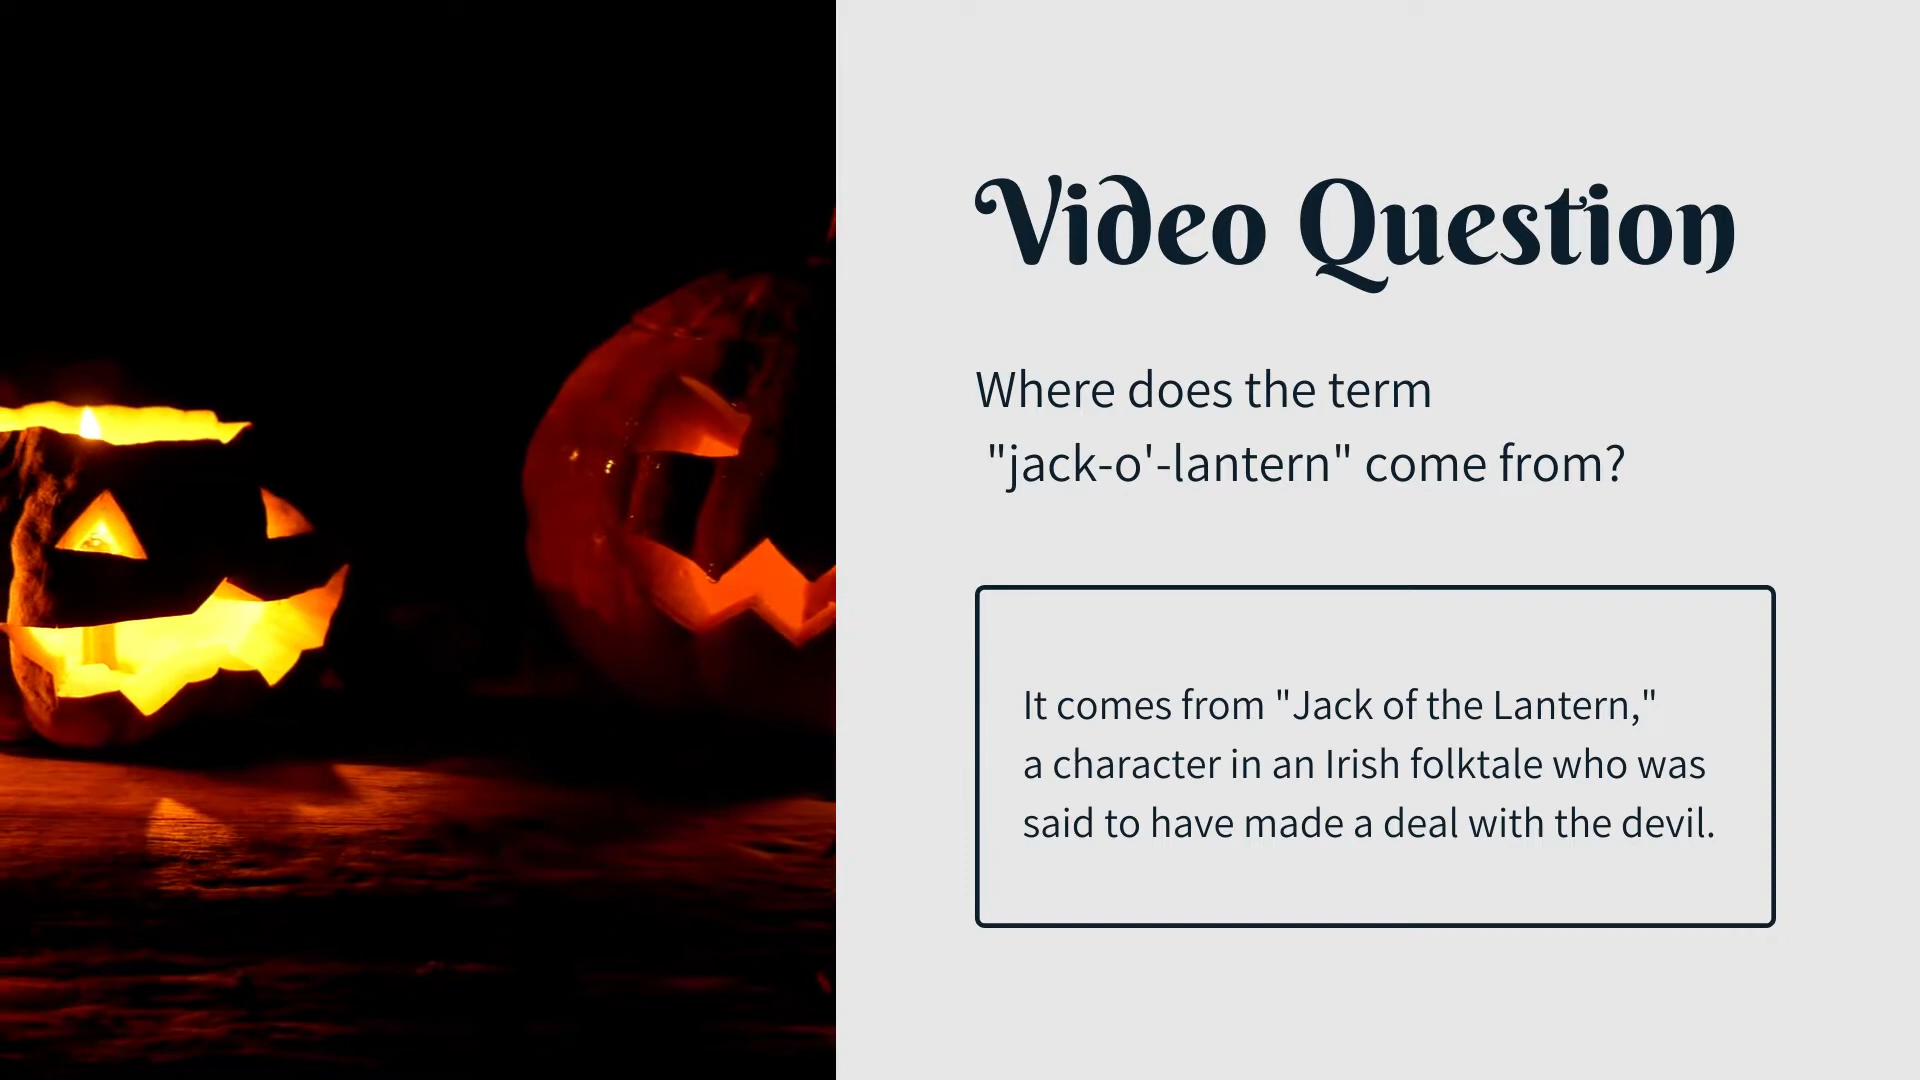 Video Question
Where does the term
"jack-o'-lantern" come from?
It comes from "Jack of the Lantern,"
a character in an Irish folktale who was
said to have made a deal with the devil.